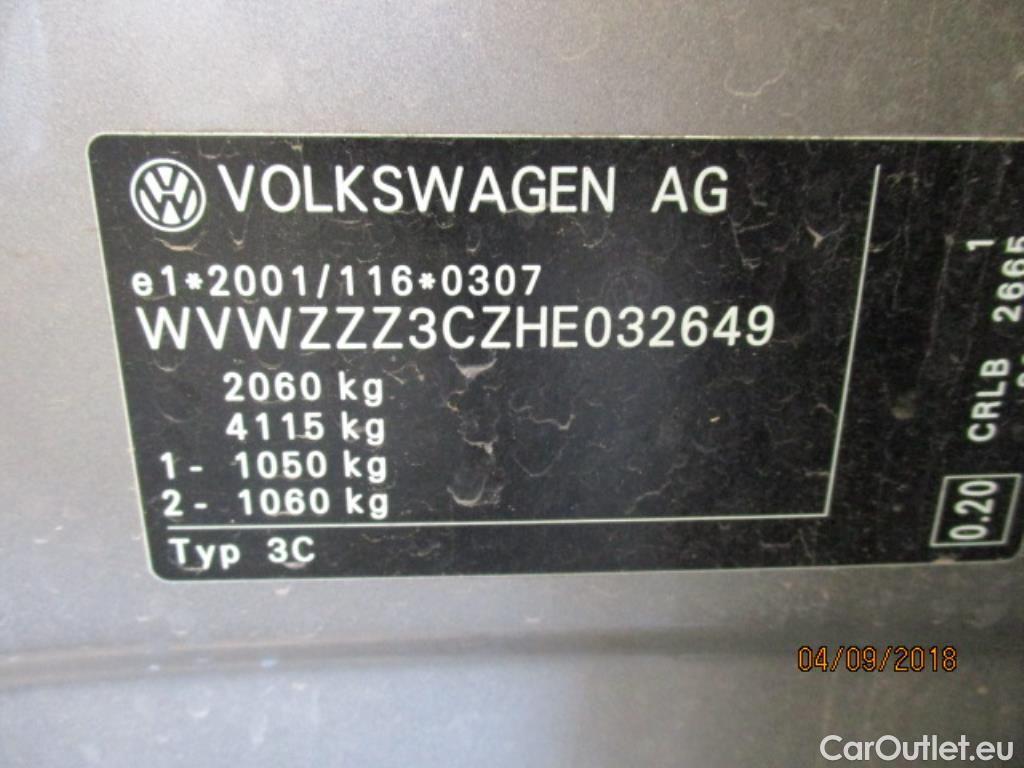 VOLKSWAGEN AG
e1*2001/116*0307
WVWZZZ3CZHE032649
2060 kg
4115 kg
1- 1050 kg
2- 1060 kg
Typ 3C
1
CRLB 2665
0.20
04/09/2018
CarOutlet.eu